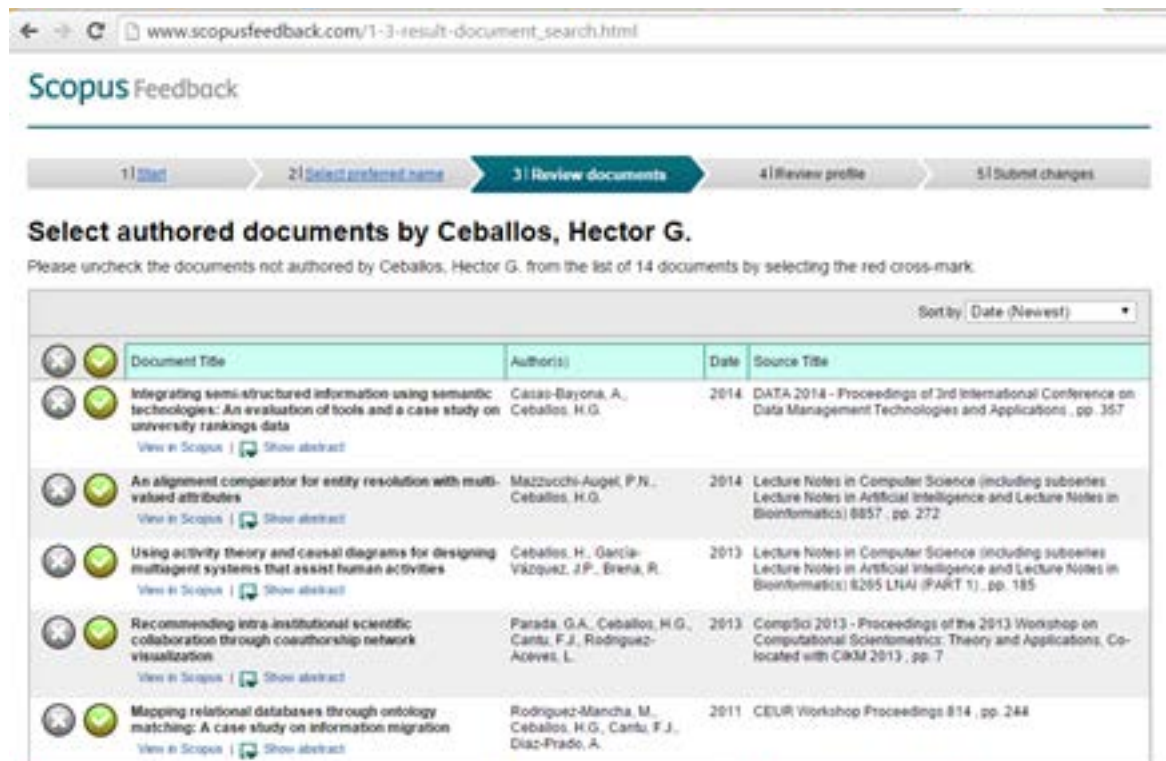 www.scopusfeedback.com/1-3-result-document_search.html
Scopus Feedback
1 | Start
2 | Select preferred name
3 | Review documents
4 | Review profile
5 | Submit changes
Select authored documents by Ceballos, Hector G.
Please uncheck the documents not authored by Ceballos, Hector G. from the list of 14 documents by selecting the red cross-mark.
Sort by Date (Newest)
Document Title Author(s) Date Source Title
Integrating semi-structured information using semantic
technologies: An evaluation of tools and a case study on
university rankings data
Casas-Bayona, A.,
Ceballos, H.G.
2014
DATA 2014 - Proceedings of 3rd International Conference on
Data Management Technologies and Applications , pp. 357
View in Scopus | Show abstract
An alignment comparator for entity resolution with multi-
valued attributes
Mazzucchi-Augel, P.N.,
Ceballos, H.G.
2014
Lecture Notes in Computer Science (including subseries
Lecture Notes in Artificial Intelligence and Lecture Notes in
Bioinformatics) 8857 , pp. 272
View in Scopus | Show abstract
Using activity theory and causal diagrams for designing
multiagent systems that assist human activities
Ceballos, H., García-
Vázquez, J.P., Brena, R.
2013
Lecture Notes in Computer Science (including subseries
Lecture Notes in Artificial Intelligence and Lecture Notes in
Bioinformatics) 8265 LNAI (PART 1) , pp. 185
View in Scopus | Show abstract
Recommending intra-institutional scientific
collaboration through coauthorship network
visualization
Parada, G.A., Ceballos, H.G.,
Cantu, F.J., Rodriguez-
Aceves, L.
2013
CompSci 2013 - Proceedings of the 2013 Workshop on
Computational Scientometrics: Theory and Applications, Co-
located with CIKM 2013 , pp. 7
View in Scopus | Show abstract
Mapping relational databases through ontology
matching: A case study on information migration
Rodriguez-Mancha, M.,
Ceballos, H.G., Cantu, F.J.,
Diaz-Prado, A.
2011
CEUR Workshop Proceedings 814 , pp. 244
View in Scopus | Show abstract